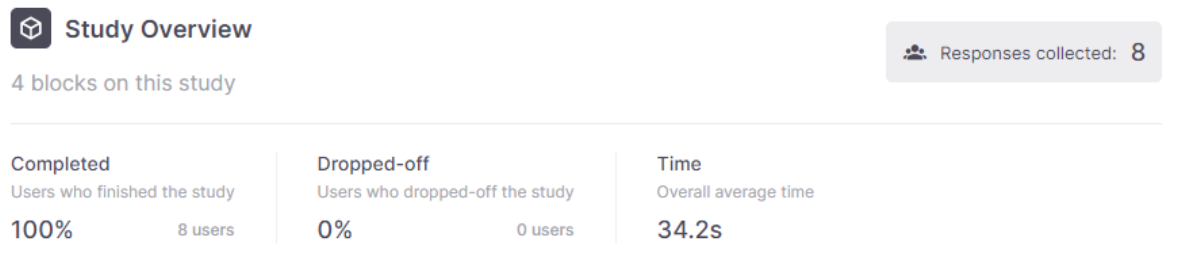 Study Overview
Responses collected: 8
4 blocks on this study
Completed
Users who finished the study
100% 8 users
Dropped-off
Users who dropped-off the study
0% 0 users
Time
Overall average time
34.2s